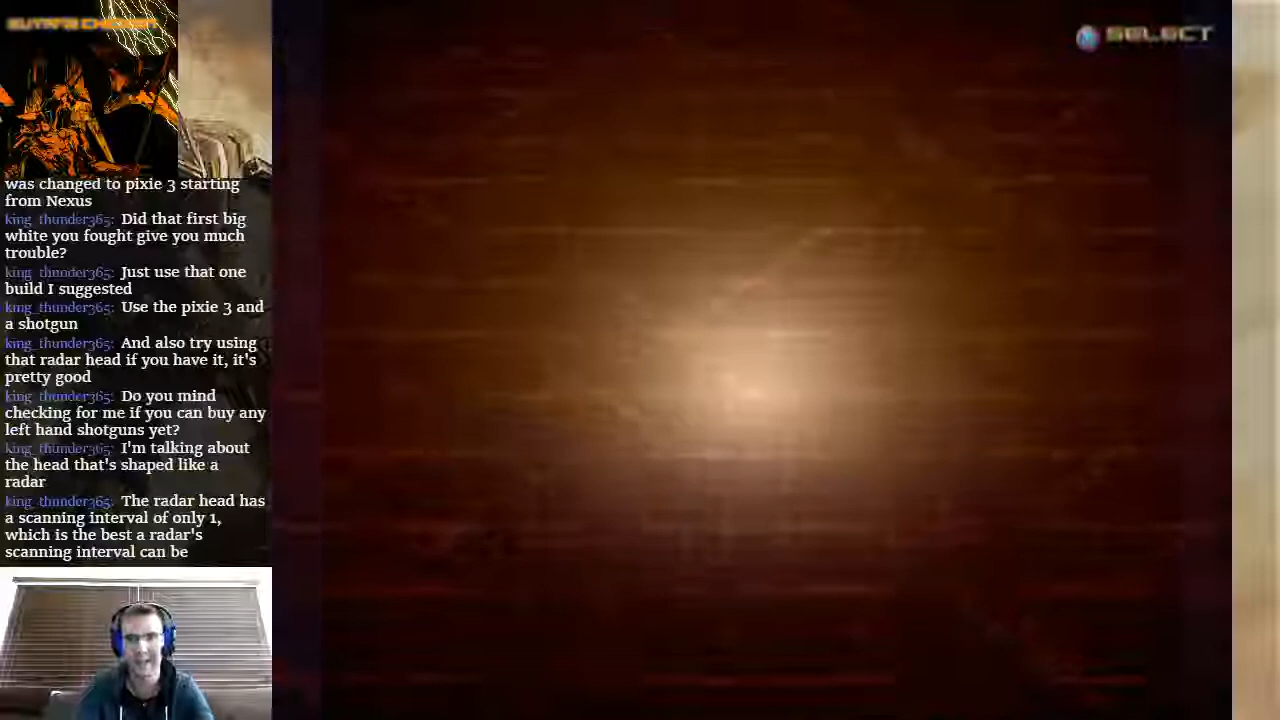 SELECT
was changed to pixie 3 starting
from Nexus
king_thunder365: Did that first big
white you fought give you much
trouble?
king_thunder365: Just use that one
build I suggested
king_thunder365: Use the pixie 3 and
a shotgun
king_thunder365: And also try using
that radar head if you have it, it's
pretty good
king_thunder365: Do you mind
checking for me if you can buy any
left hand shotguns yet?
king_thunder365: I'm talking about
the head that's shaped like a
radar
king_thunder365: The radar head has
a scanning interval of only 1,
which is the best a radar's
scanning interval can be